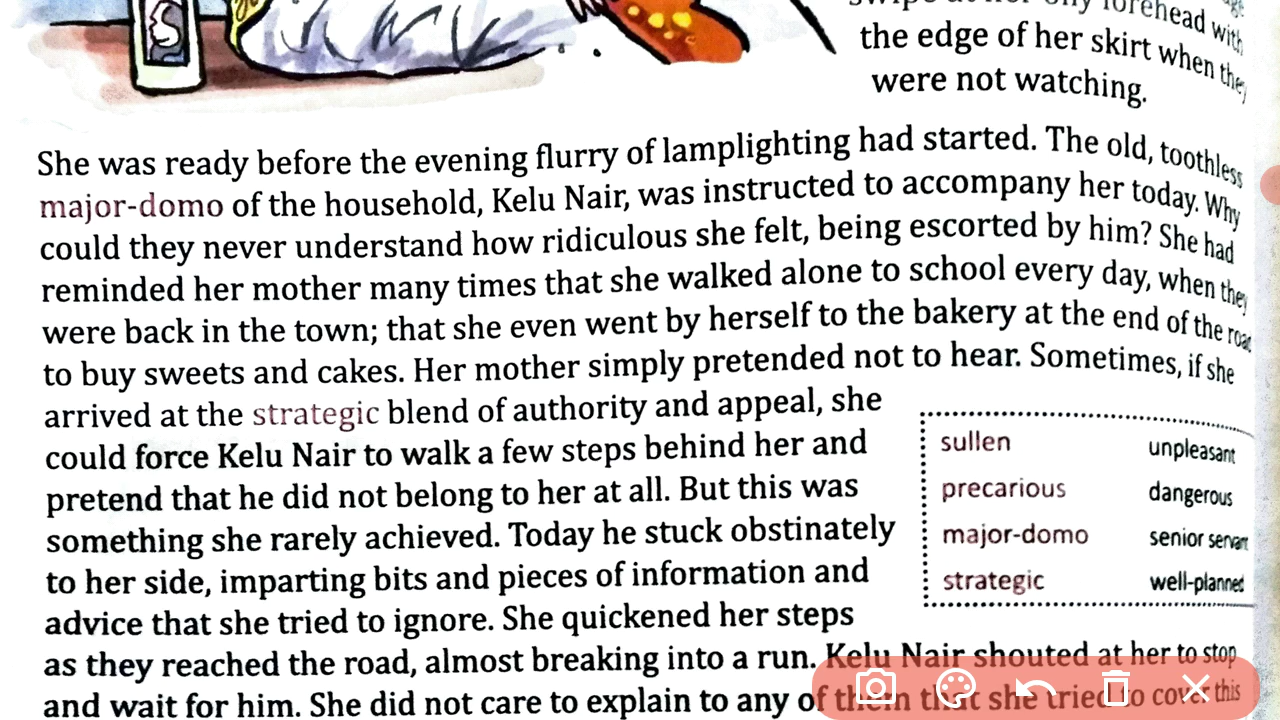 forehead with
the edge of her skirt when they
were not watching.
She was ready before the evening flurry of lamplighting had started. The old, toothless
major-domo of the household, Kelu Nair, was instructed to accompany her today. Why
could they never understand how ridiculous she felt, being escorted by him? She had
reminded her mother many times that she walked alone to school every day, when they
were back in the town; that she even went by herself to the bakery at the end of the road
to buy sweets and cakes. Her mother simply pretended not to hear. Sometimes, if she
arrived at the strategic blend of authority and appeal, she
could force Kelu Nair to walk a few steps behind her and
pretend that he did not belong to her at all. But this was
something she rarely achieved. Today he stuck obstinately
to her side, imparting bits and pieces of information and
advice that she tried to ignore. She quickened her steps
as they reached the road, almost breaking into a run. Kelu Nair shouted at her to stop
and wait for him. She did not care to explain to any of them that she tried to cover this
sullen unpleasant
precarious dangerous
major-domo senior servant
strategic well-planned